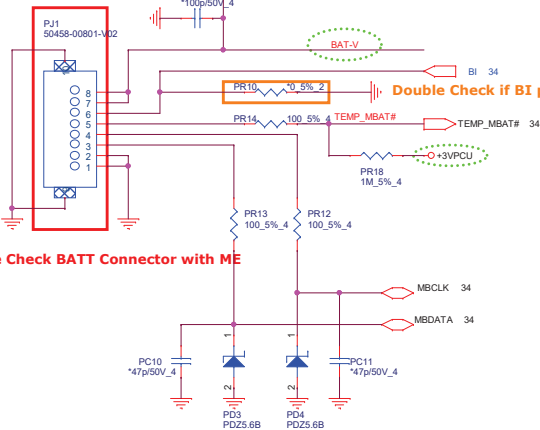 *100p/50V_4
PJ1
50458-00801-V02
BAT-V
8
7
6
5
4
3
2
1
BI 34
PR10 *0_5%_2
Double Check if BI
PR14 100_5%_4
TEMP_MBAT#
TEMP_MBAT# 34
+3VPCU
PR18
1M_5%_4
PR13
100_5%_4
PR12
100_5%_4
Check BATT Connector with ME
MBCLK 34
MBDATA 34
1
1
PC10
*47p/50V_4
PC11
*47p/50V_4
2
2
PD3
PDZ5.6B
PD4
PDZ5.6B